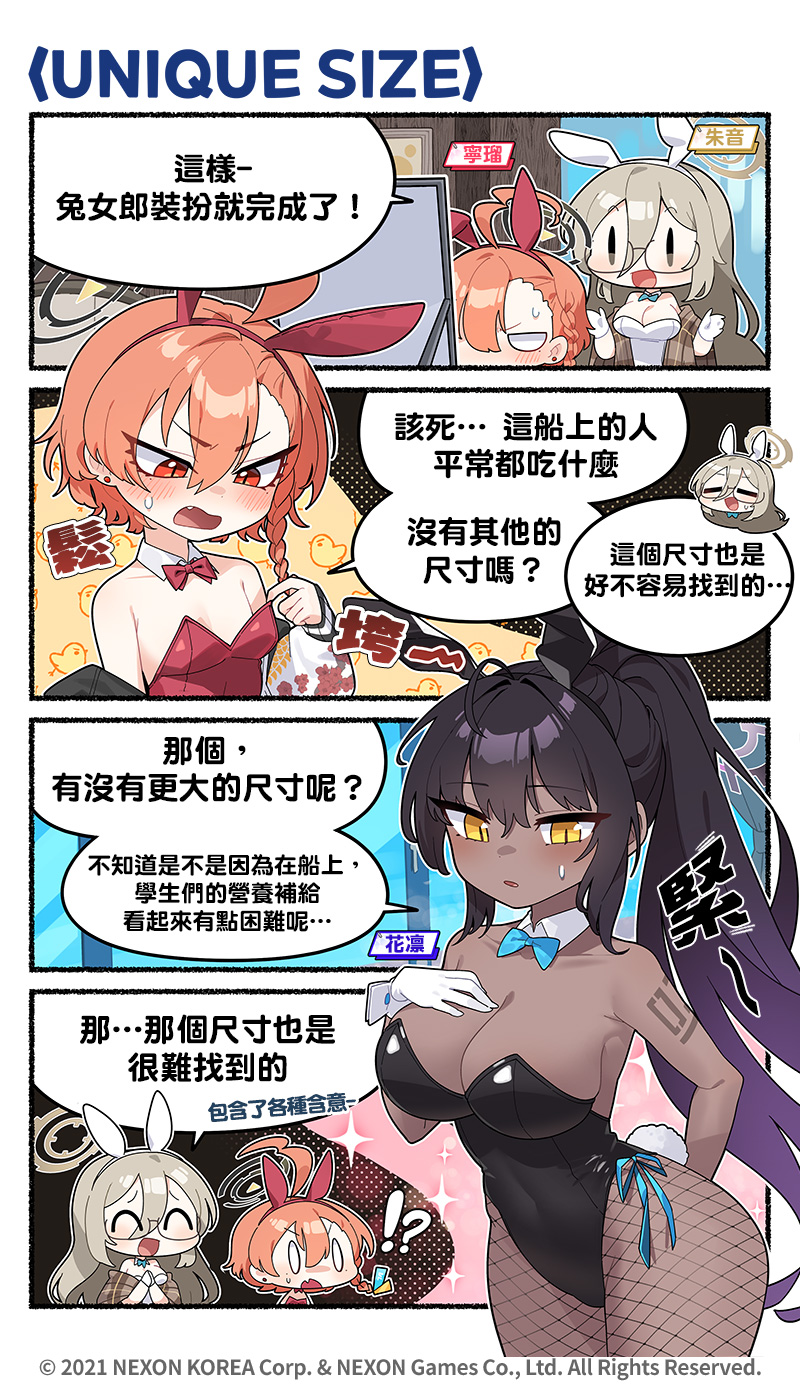 〈UNIQUE SIZE〉
這樣–
兔女郎裝扮就完成了！
寧瑠
朱音
該死… 這船上的人
平常都吃什麼
沒有其他的
尺寸嗎？
這個尺寸也是
好不容易找到的…
鬆
垮~
那個，
有沒有更大的尺寸呢？
不知道是不是因為在船上，
學生們的營養補給
看起來有點困難呢…
花凛
緊~
那…那個尺寸也是
很難找到的
包含了各種含意–
!?
© 2021 NEXON KOREA Corp. & NEXON Games Co., Ltd. All Rights Reserved.